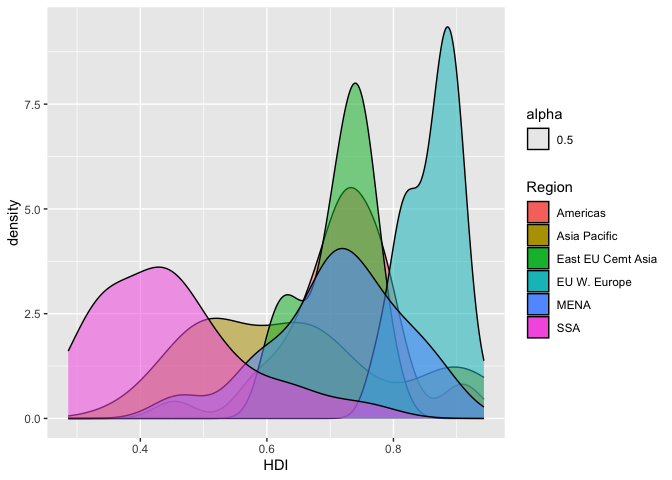 7.5
5.0
2.5
0.0
density
0.4
0.6
0.8
HDI
alpha
0.5
Region
Americas
Asia Pacific
East EU Cemt Asia
EU W. Europe
MENA
SSA